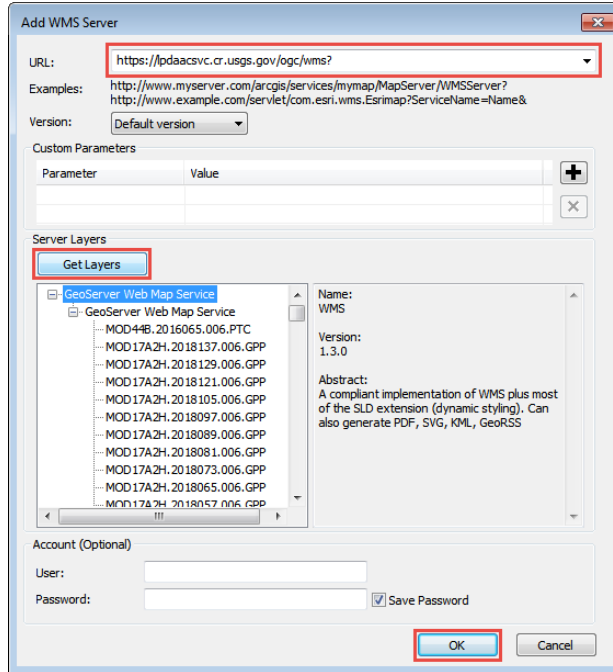 Add WMS Server
URL: https://lpdaacsvc.cr.usgs.gov/ogc/wms?
Examples: http://www.myserver.com/arcgis/services/mymap/MapServer/WMSServer?
http://www.example.com/servlet/com.esri.wms.Esrimap?ServiceName=Name&
Version: Default version
Custom Parameters
Parameter Value
Server Layers
Get Layers
GeoServer Web Map Service
GeoServer Web Map Service
MOD44B.2016065.006.PTC
MOD17A2H.2018137.006.GPP
MOD17A2H.2018129.006.GPP
MOD17A2H.2018121.006.GPP
MOD17A2H.2018105.006.GPP
MOD17A2H.2018097.006.GPP
MOD17A2H.2018089.006.GPP
MOD17A2H.2018081.006.GPP
MOD17A2H.2018073.006.GPP
MOD17A2H.2018065.006.GPP
MOD17A2H.2018057.006.GPP
Name:
WMS
Version:
1.3.0
Abstract:
A compliant implementation of WMS plus most
of the SLD extension (dynamic styling). Can
also generate PDF, SVG, KML, GeoRSS
Account (Optional)
User:
Password: Save Password
OK Cancel